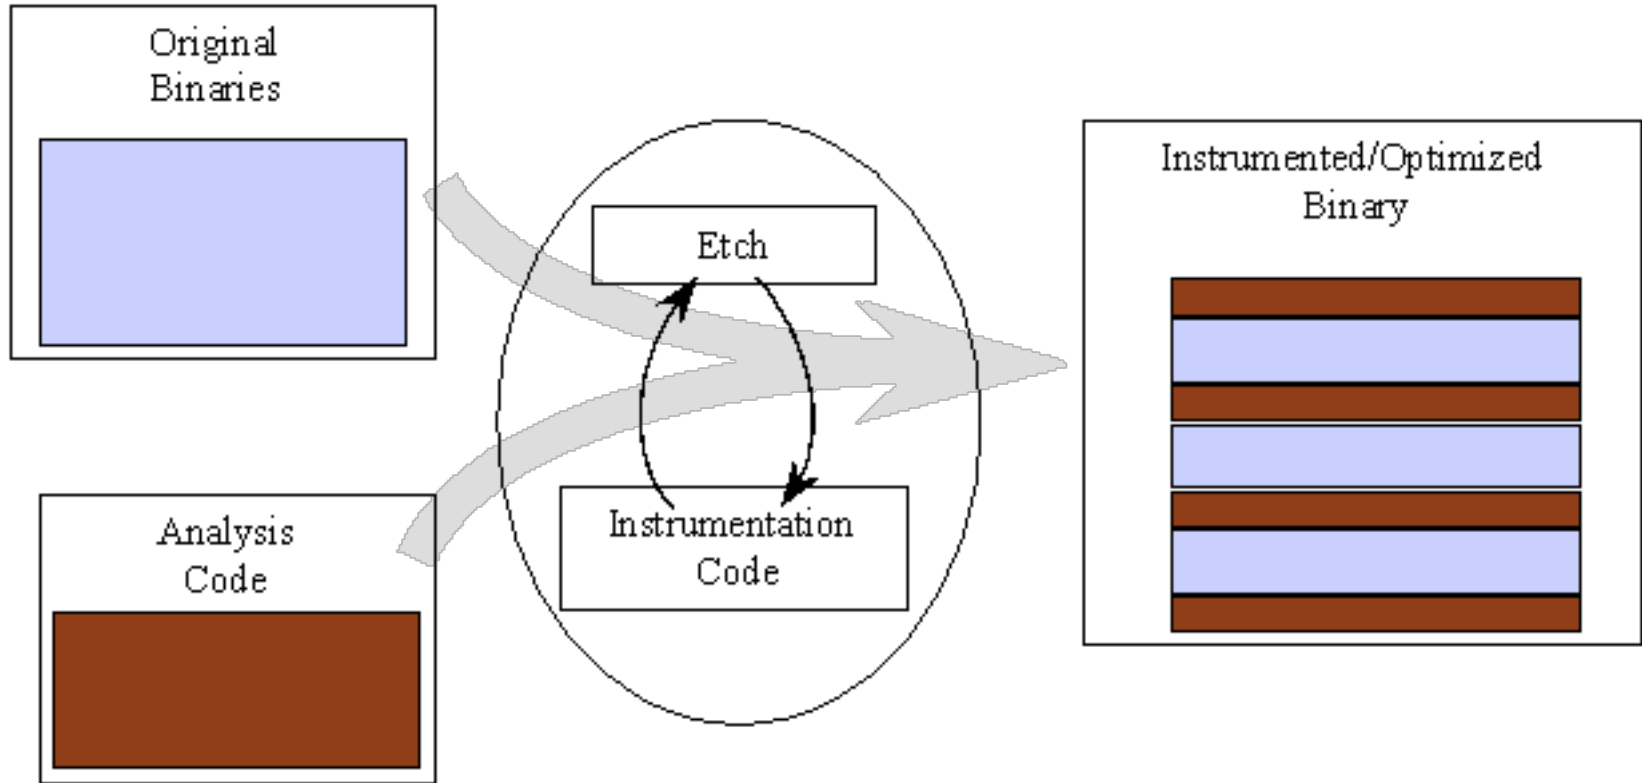 Original
Binaries
Etch
Instrumented/Optimized
Binary
Analysis
Code
Instrumentation
Code